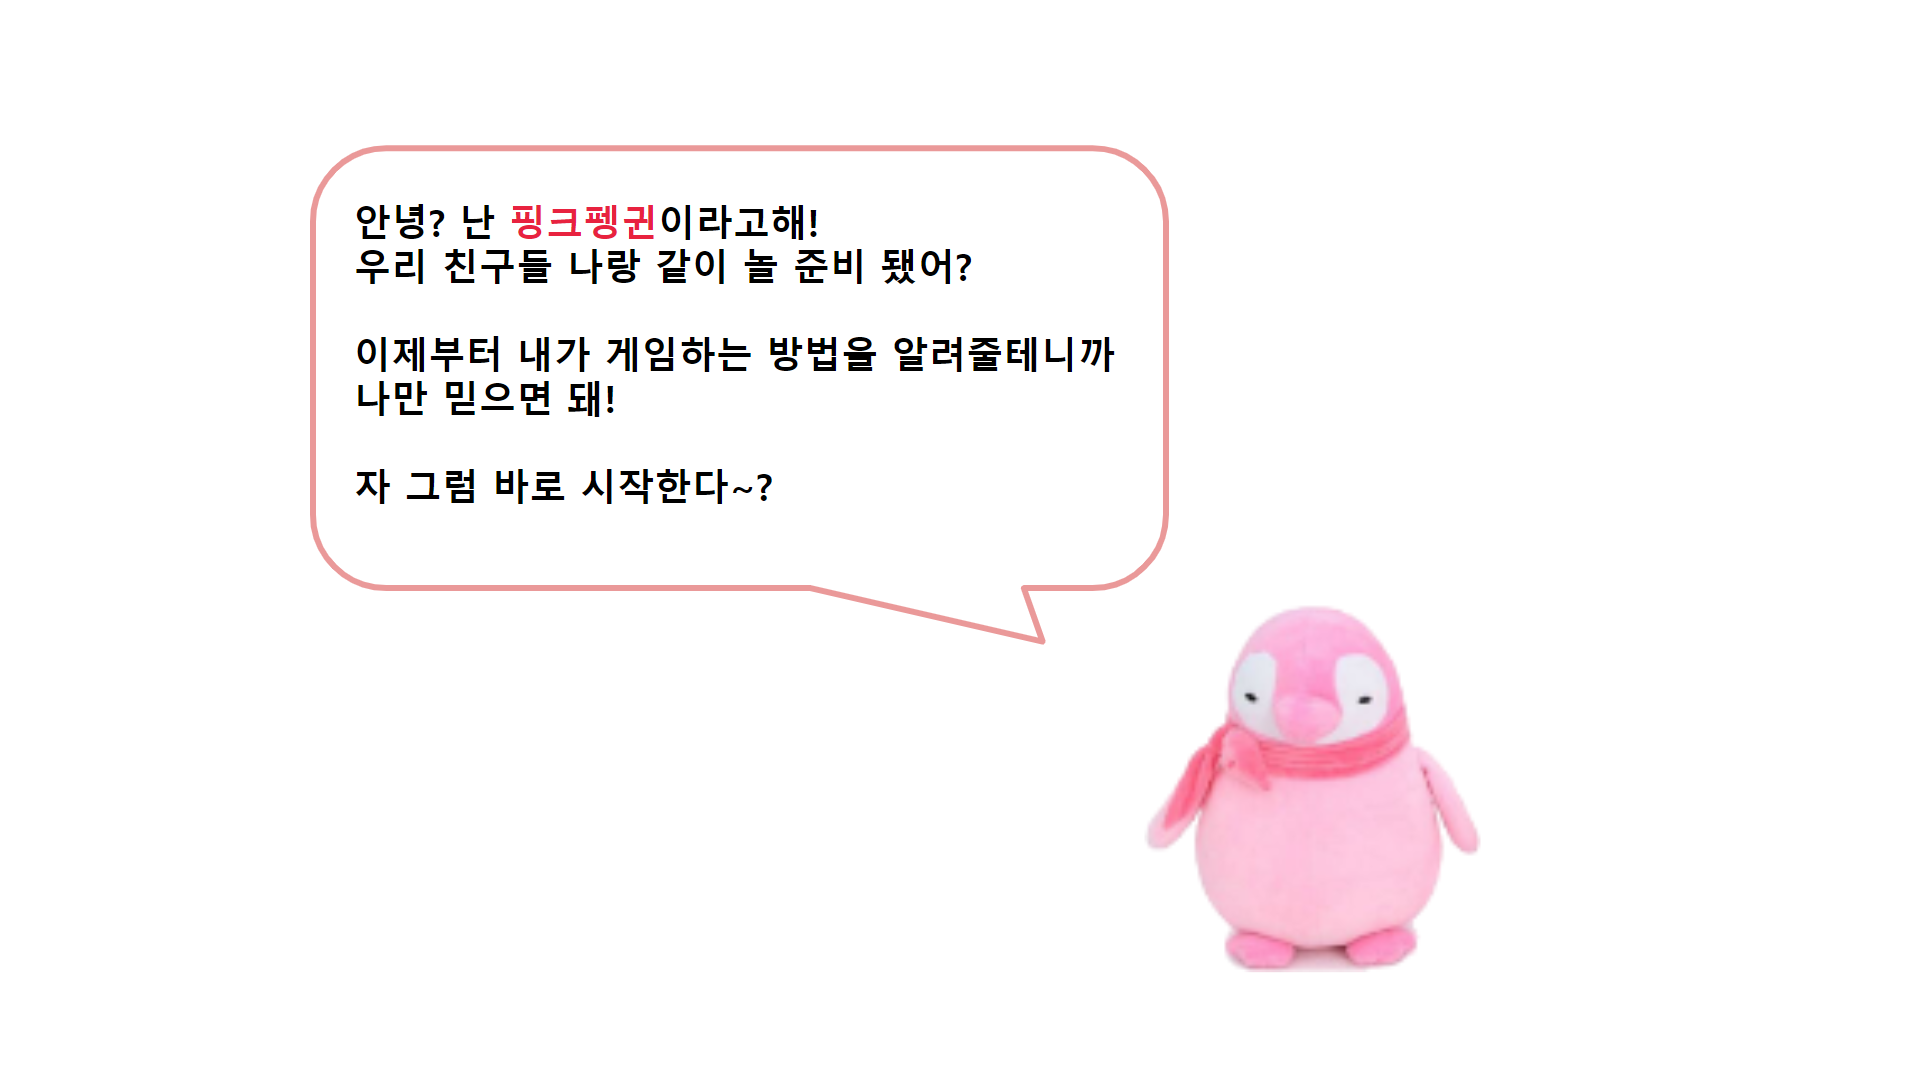 안녕? 난 핑크펭귄이라고해!
우리 친구들 나랑 같이 놀 준비 됐어?
이제부터 내가 게임하는 방법을 알려줄테니까
나만 믿으면 돼!
자 그럼 바로 시작한다~?